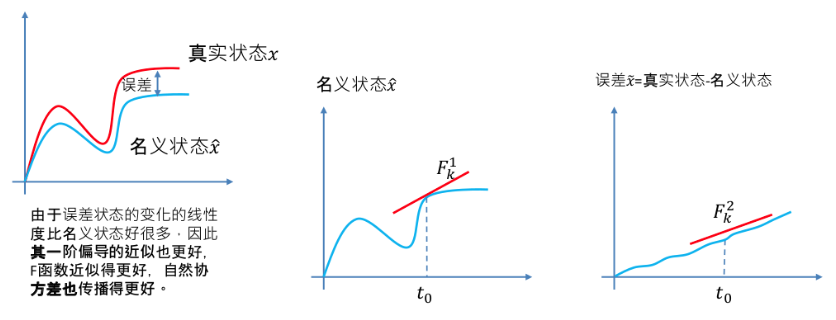 真实状态x
误差
名义状态x̂
由于误差状态的变化的线性
度比名义状态好很多，因此
其一阶偏导的近似也更好，
F函数近似得更好，自然协
方差也传播得更好。
名义状态x̂
F_k^1
t_0
误差x̃=真实状态-名义状态
F_k^2
t_0